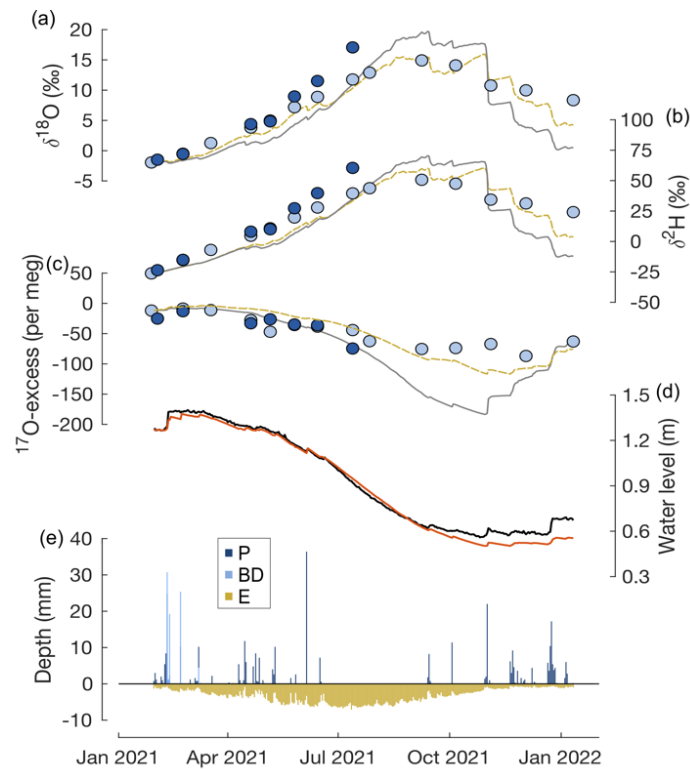 (a)
20
15
10
5
0
-5
δ18O (‰)
(b)
100
75
50
25
0
-25
-50
δ2H (‰)
(c)
50
0
-50
-100
-150
-200
17O-excess (per meg)
(d)
1.5
1.2
0.9
0.6
0.3
Water level (m)
(e)
40
30
20
10
0
-10
Depth (mm)
P
BD
E
Jan 2021 Apr 2021 Jul 2021 Oct 2021 Jan 2022